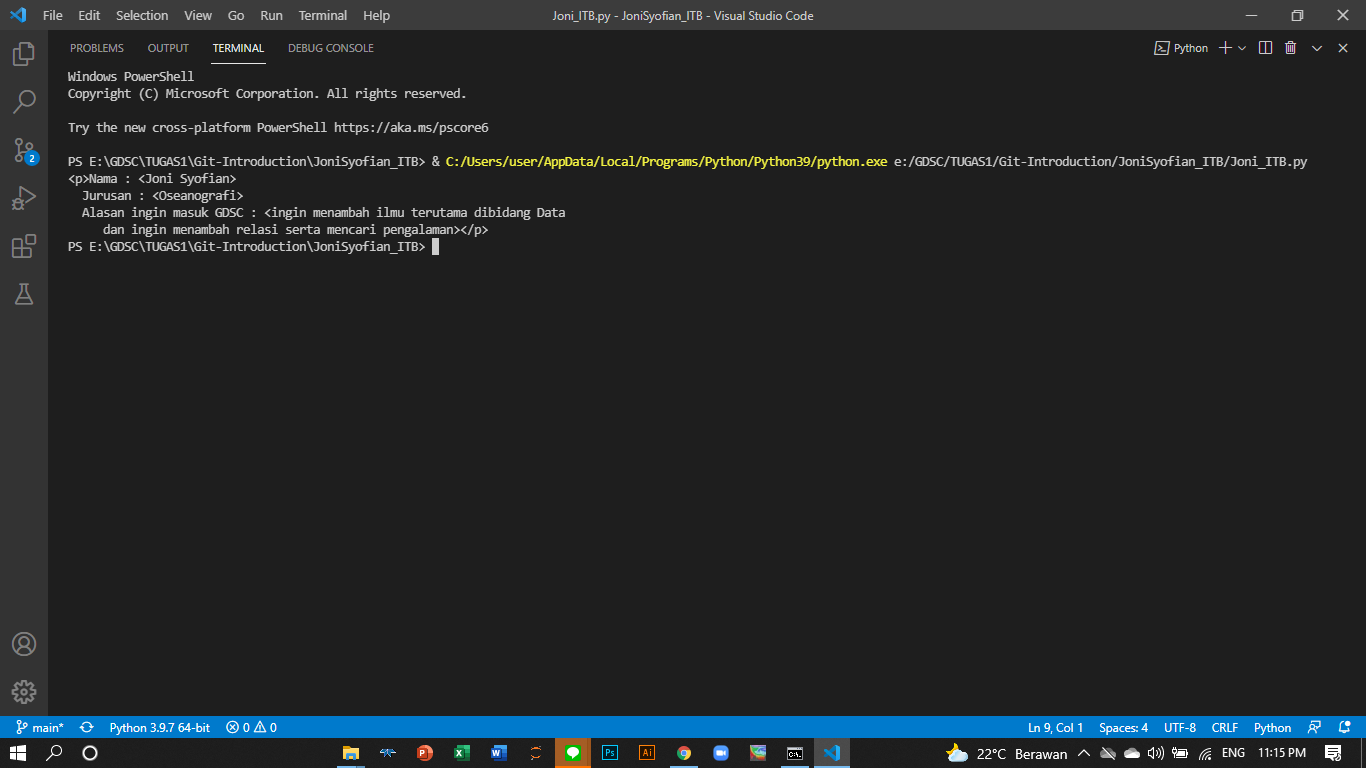 File Edit Selection View Go Run Terminal Help Joni_ITB.py - JoniSyofian_ITB - Visual Studio Code
PROBLEMS OUTPUT TERMINAL DEBUG CONSOLE Python
Windows PowerShell
Copyright (C) Microsoft Corporation. All rights reserved.
Try the new cross-platform PowerShell https://aka.ms/pscore6
PS E:\GDSC\TUGAS1\Git-Introduction\JoniSyofian_ITB> & C:/Users/user/AppData/Local/Programs/Python/Python39/python.exe e:/GDSC/TUGAS1/Git-Introduction/JoniSyofian_ITB/Joni_ITB.py
<p>Nama : <Joni Syofian>
Jurusan : <Oseanografi>
Alasan ingin masuk GDSC : <ingin menambah ilmu terutama dibidang Data
dan ingin menambah relasi serta mencari pengalaman></p>
PS E:\GDSC\TUGAS1\Git-Introduction\JoniSyofian_ITB>
2
main* Python 3.9.7 64-bit 0 0 Ln 9, Col 1 Spaces: 4 UTF-8 CRLF Python
22°C Berawan ENG 11:15 PM